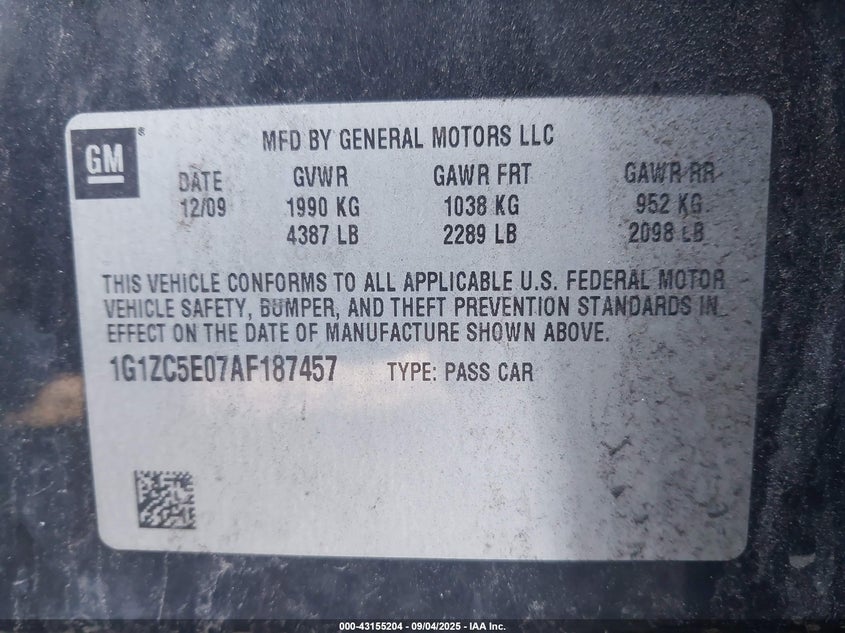 GM ®
MFD BY GENERAL MOTORS LLC
DATE GVWR GAWR FRT GAWR RR
12/09 1990 KG 1038 KG 952 KG
4387 LB 2289 LB 2098 LB
THIS VEHICLE CONFORMS TO ALL APPLICABLE U.S. FEDERAL MOTOR
VEHICLE SAFETY, BUMPER, AND THEFT PREVENTION STANDARDS IN
EFFECT ON THE DATE OF MANUFACTURE SHOWN ABOVE.
1G1ZC5E07AF187457 TYPE: PASS CAR
000-43155204 - 09/04/2025 - IAA Inc.